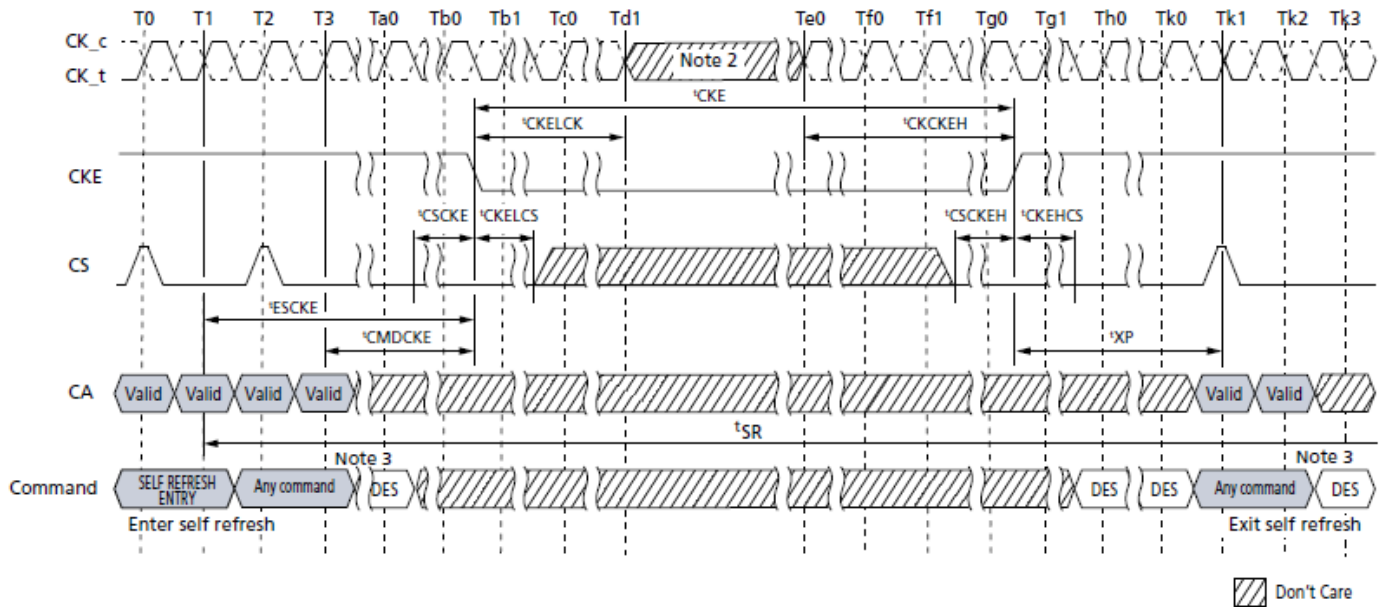 T0 T1 T2 T3 Ta0 Tb0 Tb1 Tc0 Td1 Te0 Tf0 Tf1 Tg0 Tg1 Th0 Tk0 Tk1 Tk2 Tk3
CK_c
Note 2
CK_t
tCKE
tCKELCK tCKCKEH
CKE
tCSCKE tCKELCS tCSCKEH tCKEHCS
CS
tESCKE
tCMDCKE tXP
CA Valid Valid Valid Valid Valid Valid
tSR
Note 3 Note 3
Command SELF REFRESH ENTRY Any command DES DES DES Any command DES
Enter self refresh Exit self refresh
Don't Care